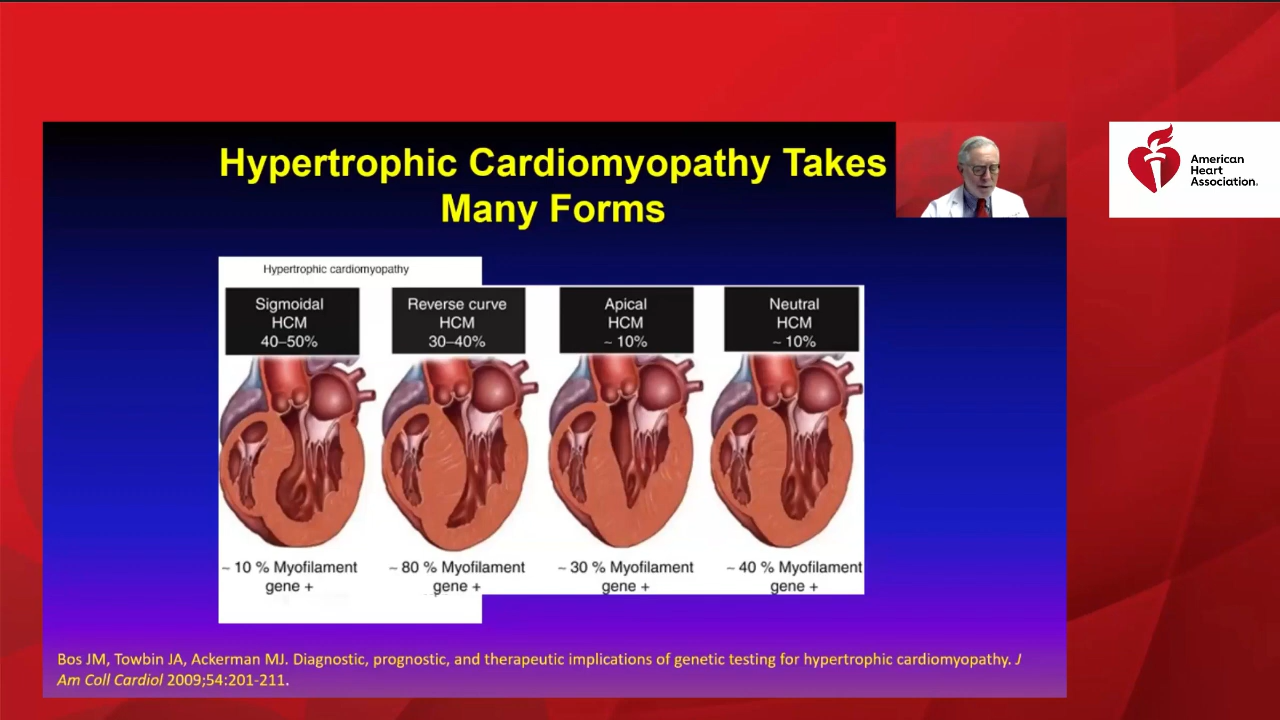 Hypertrophic Cardiomyopathy Takes
Many Forms
American
Heart
Association.
Hypertrophic cardiomyopathy
Sigmoidal
HCM
40–50%
Reverse curve
HCM
30–40%
Apical
HCM
~ 10%
Neutral
HCM
~ 10%
~ 10 % Myofilament
gene +
~ 80 % Myofilament
gene +
~ 30 % Myofilament
gene +
~ 40 % Myofilament
gene +
Bos JM, Towbin JA, Ackerman MJ. Diagnostic, prognostic, and therapeutic implications of genetic testing for hypertrophic cardiomyopathy. J
Am Coll Cardiol 2009;54:201-211.